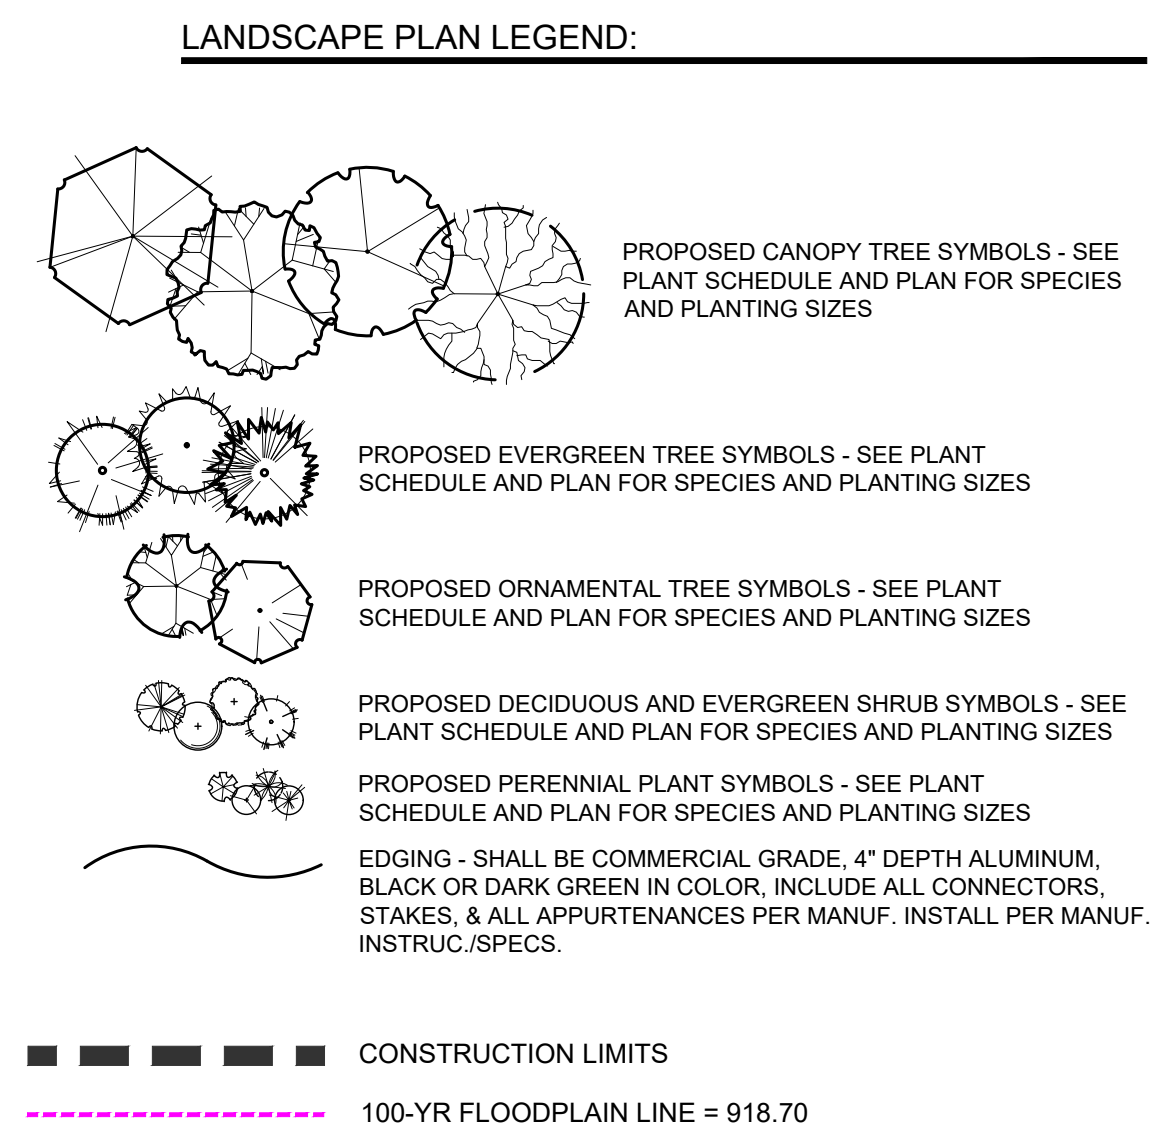 LANDSCAPE PLAN LEGEND:
PROPOSED CANOPY TREE SYMBOLS - SEE
PLANT SCHEDULE AND PLAN FOR SPECIES
AND PLANTING SIZES
PROPOSED EVERGREEN TREE SYMBOLS - SEE PLANT
SCHEDULE AND PLAN FOR SPECIES AND PLANTING SIZES
PROPOSED ORNAMENTAL TREE SYMBOLS - SEE PLANT
SCHEDULE AND PLAN FOR SPECIES AND PLANTING SIZES
PROPOSED DECIDUOUS AND EVERGREEN SHRUB SYMBOLS - SEE
PLANT SCHEDULE AND PLAN FOR SPECIES AND PLANTING SIZES
PROPOSED PERENNIAL PLANT SYMBOLS - SEE PLANT
SCHEDULE AND PLAN FOR SPECIES AND PLANTING SIZES
EDGING - SHALL BE COMMERCIAL GRADE, 4" DEPTH ALUMINUM,
BLACK OR DARK GREEN IN COLOR, INCLUDE ALL CONNECTORS,
STAKES, & ALL APPURTENANCES PER MANUF. INSTALL PER MANUF.
INSTRUC./SPECS.
CONSTRUCTION LIMITS
100-YR FLOODPLAIN LINE = 918.70